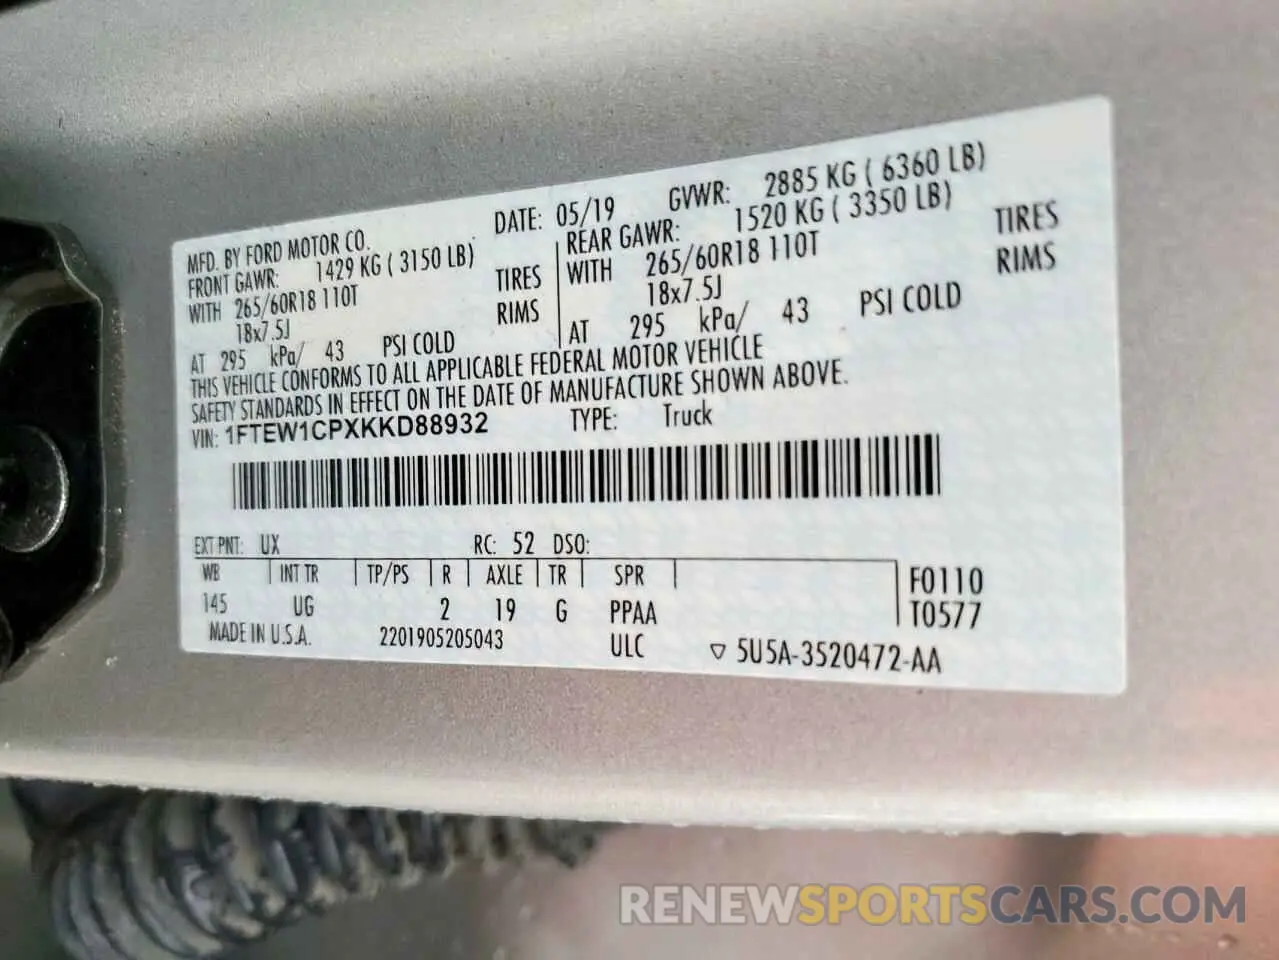 MFD. BY FORD MOTOR CO. DATE: 05/19 GVWR: 2885 KG ( 6360 LB)
FRONT GAWR: 1429 KG ( 3150 LB) REAR GAWR: 1520 KG ( 3350 LB)
WITH 265/60R18 110T TIRES WITH 265/60R18 110T TIRES
18x7.5J RIMS 18x7.5J RIMS
AT 295 kPa/ 43 PSI COLD AT 295 kPa/ 43 PSI COLD
THIS VEHICLE CONFORMS TO ALL APPLICABLE FEDERAL MOTOR VEHICLE
SAFETY STANDARDS IN EFFECT ON THE DATE OF MANUFACTURE SHOWN ABOVE.
VIN: 1FTEW1CPXKKD88932 TYPE: Truck
EXT PNT: UX RC: 52 DSO:
WB INT TR TP/PS R AXLE TR SPR F0110
145 UG 2 19 G PPAA T0577
MADE IN U.S.A. 2201905205043 ULC ▽ 5U5A-3520472-AA
RENEWSPORTSCARS.COM